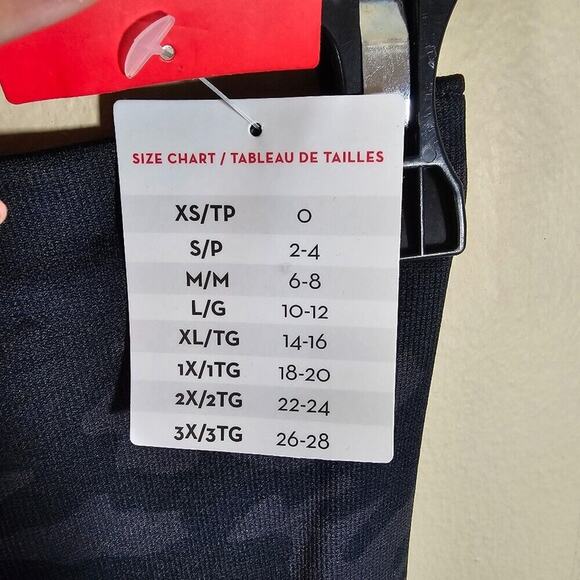 SIZE CHART / TABLEAU DE TAILLES
XS/TP 0
S/P 2-4
M/M 6-8
L/G 10-12
XL/TG 14-16
1X/1TG 18-20
2X/2TG 22-24
3X/3TG 26-28